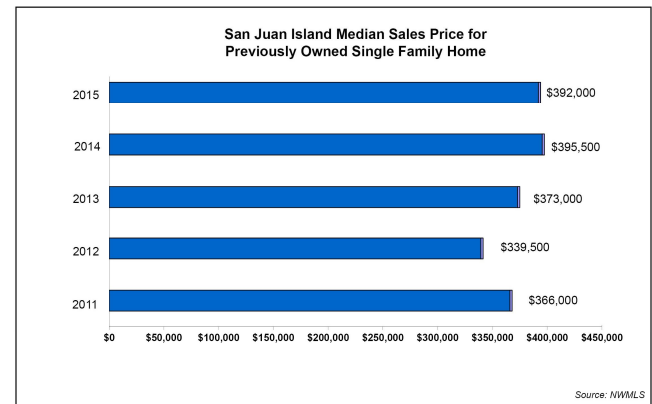 San Juan Island Median Sales Price for
Previously Owned Single Family Home
2015 $392,000
2014 $395,500
2013 $373,000
2012 $339,500
2011 $366,000
$0 $50,000 $100,000 $150,000 $200,000 $250,000 $300,000 $350,000 $400,000 $450,000
Source: NWMLS